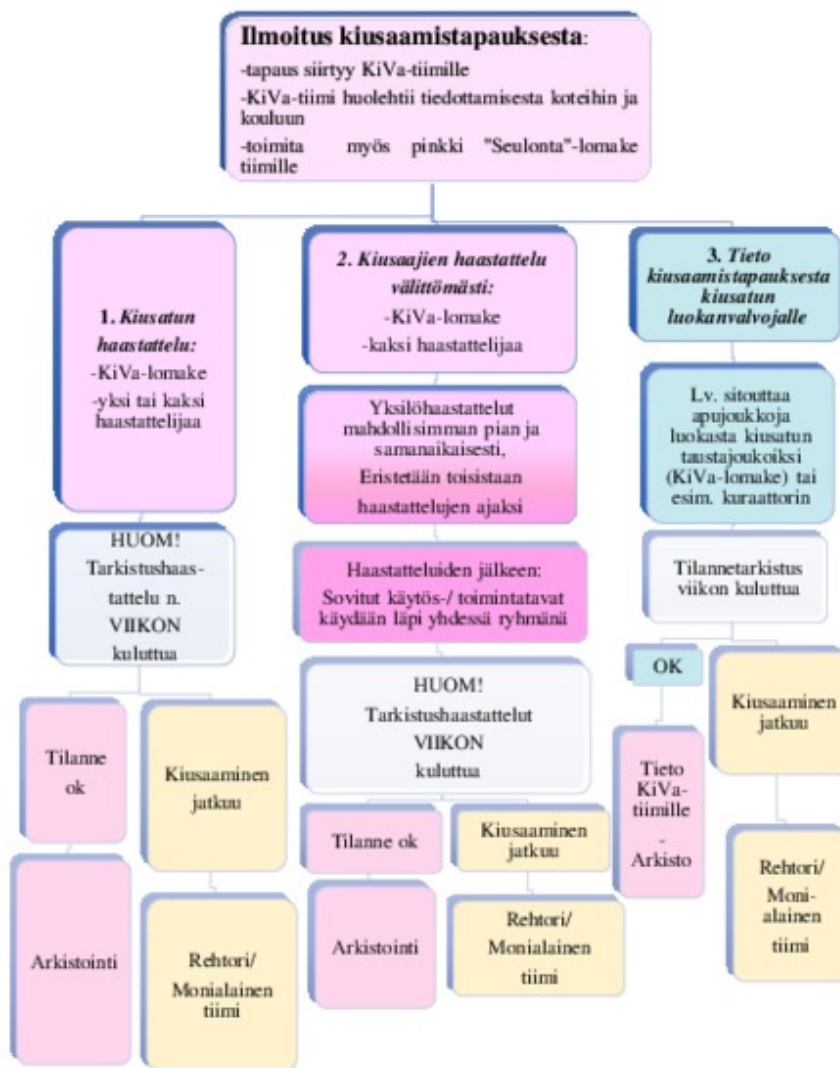 Ilmoitus kiusaamistapauksesta:
-tapaus siirtyy KiVa-tiimille
-KiVa-tiimi huolehtii tiedottamisesta koteihin ja
kouluun
-toimita myös pinkki "Seulonta"-lomake
tiimille
1. Kiusatun
haastattelu:
-KiVa-lomake
-yksi tai kaksi
haastattelijaa
HUOM!
Tarkistushaas-
tattelu n.
VIIKON
kuluttua
Tilanne
ok
Arkistointi
Kiusaaminen
jatkuu
Rehtori/
Monialainen
tiimi
2. Kiusaajien haastattelu
välittömästi:
-KiVa-lomake
-kaksi haastattelijaa
Yksilöhaastattelut
mahdollisimman pian ja
samanaikaisesti,
Eristetään toisistaan
haastattelujen ajaksi
Haastatteluiden jälkeen:
Sovitut käytös-/ toimintatavat
käydään läpi yhdessä ryhmänä
HUOM!
Tarkistushaastattelut
VIIKON
kuluttua
Tilanne ok
Arkistointi
Kiusaaminen
jatkuu
Rehtori/
Monialainen
tiimi
3. Tieto
kiusaamistapauksesta
kiusatun
luokanvalvojalle
Lv. sitouttaa
apujoukkoja
luokasta kiusatun
taustajoukoiksi
(KiVa-lomake) tai
esim. kuraattorin
Tilannetarkistus
viikon kuluttua
OK
Tieto
KiVa-
tiimille
-
Arkisto
Kiusaaminen
jatkuu
Rehtori/
Moni-
alainen
tiimi